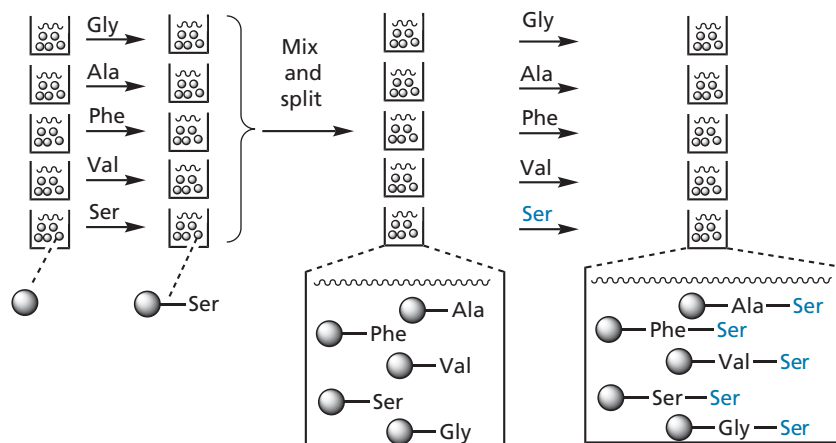 Gly
Ala
Phe
Val
Ser
Ser
Mix
and
split
Ala
Phe
Val
Ser
Gly
Gly
Ala
Phe
Val
Ser
Ala Ser
Phe Ser
Val Ser
Ser Ser
Gly Ser